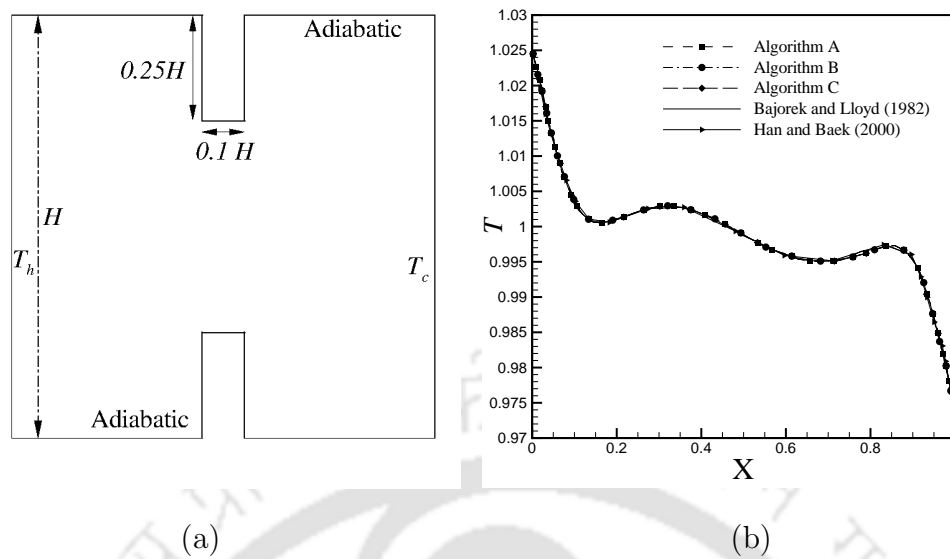 Adiabatic
0.25H
0.1 H
H
T_h
T_c
Adiabatic
(a)
1.03
1.025
1.02
1.015
1.01
1.005
1
0.995
0.99
0.985
0.98
0.975
0.97
T
0
0.2
0.4
0.6
0.8
X
Algorithm A
Algorithm B
Algorithm C
Bajorek and Lloyd (1982)
Han and Baek (2000)
(b)